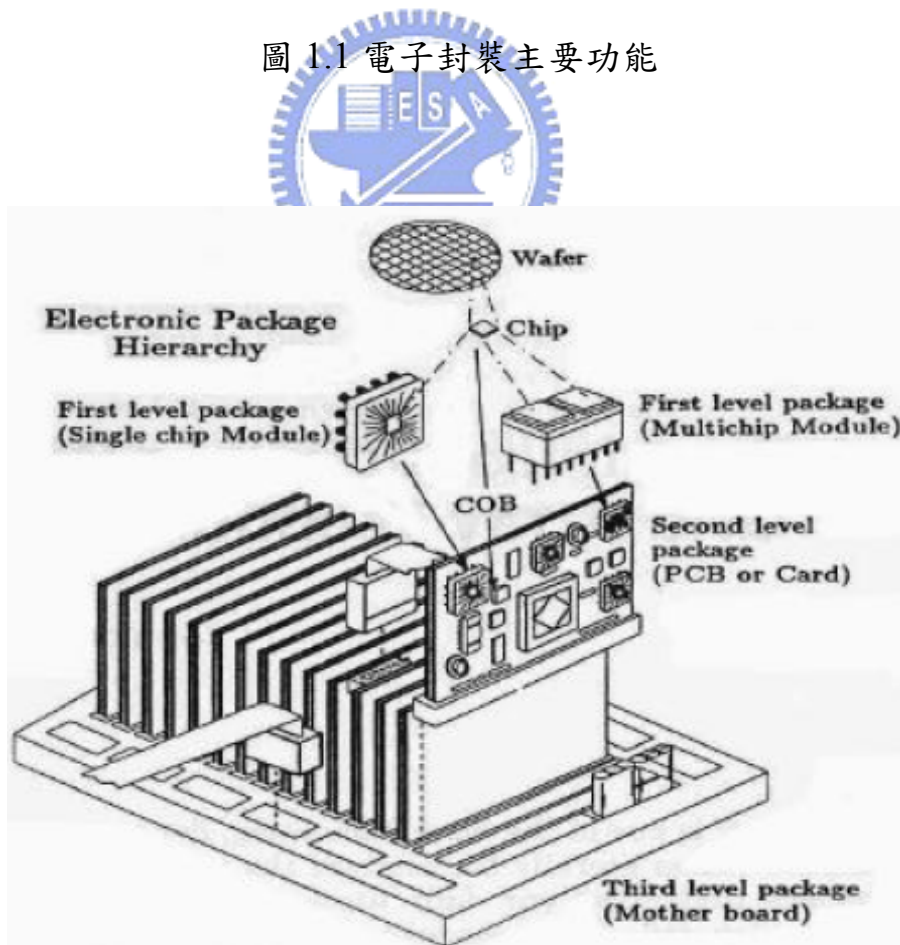 圖 1.1 電子封裝主要功能
E S A
Wafer
Electronic Package
Hierarchy
Chip
First level package
(Single chip Module)
First level package
(Multichip Module)
COB
Second level
package
(PCB or Card)
Third level package
(Mother board)